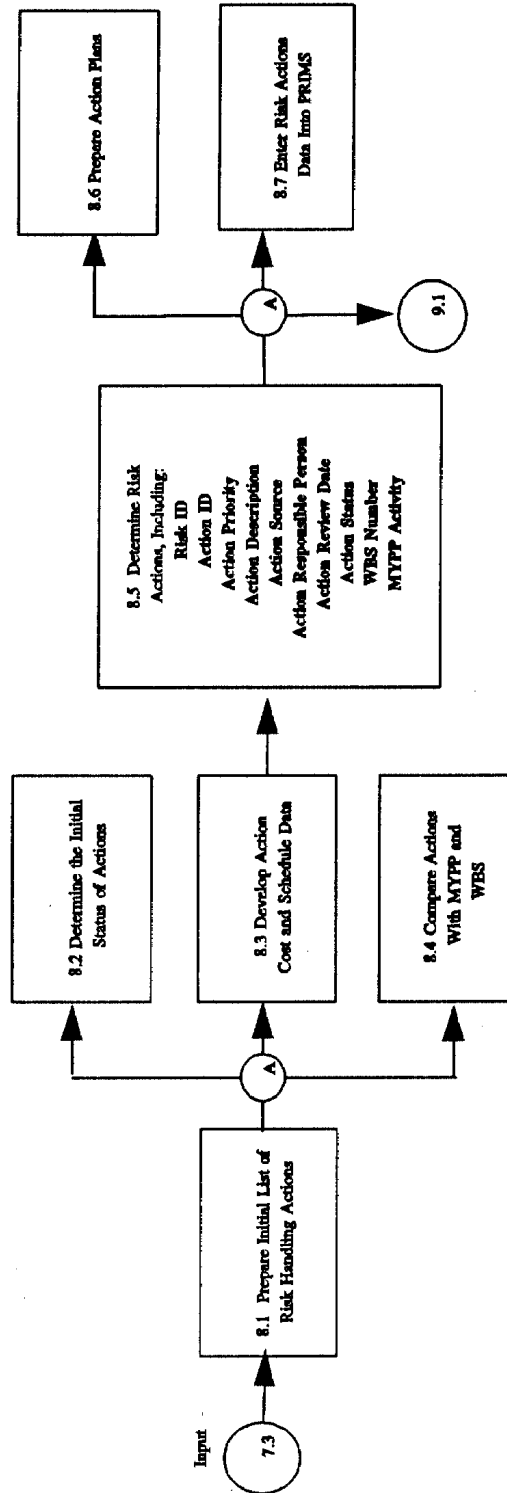 Input
7.3
8.1 Prepare Initial List of
Risk Handling Actions
A
8.2 Determine the Initial
Status of Actions
8.3 Develop Action
Cost and Schedule Data
8.4 Compare Actions
With MYPP and
WBS
8.5 Determine Risk
Actions, Including:
Risk ID
Action ID
Action Priority
Action Description
Action Source
Action Responsible Person
Action Review Date
Action Status
WBS Number
MYPP Activity
A
8.6 Prepare Action Plans
8.7 Enter Risk Actions
Data Into PRIMS
9.1